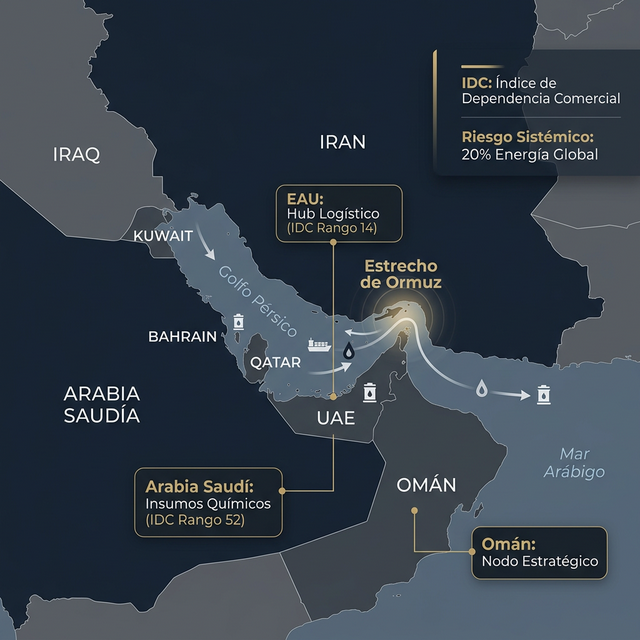 IDC: Índice de
Dependencia Comercial
Riesgo Sistémico:
20% Energía Global
IRAQ
IRAN
EAU:
Hub Logístico
(IDC Rango 14)
KUWAIT
Estrecho
de Ormuz
Golfo Pérsico
BAHRAIN
QATAR
ARABIA
SAUDÍA
UAE
Mar
Arábigo
Arabia Saudí:
Insumos Químicos
(IDC Rango 52)
OMÁN
Omán:
Nodo Estratégico